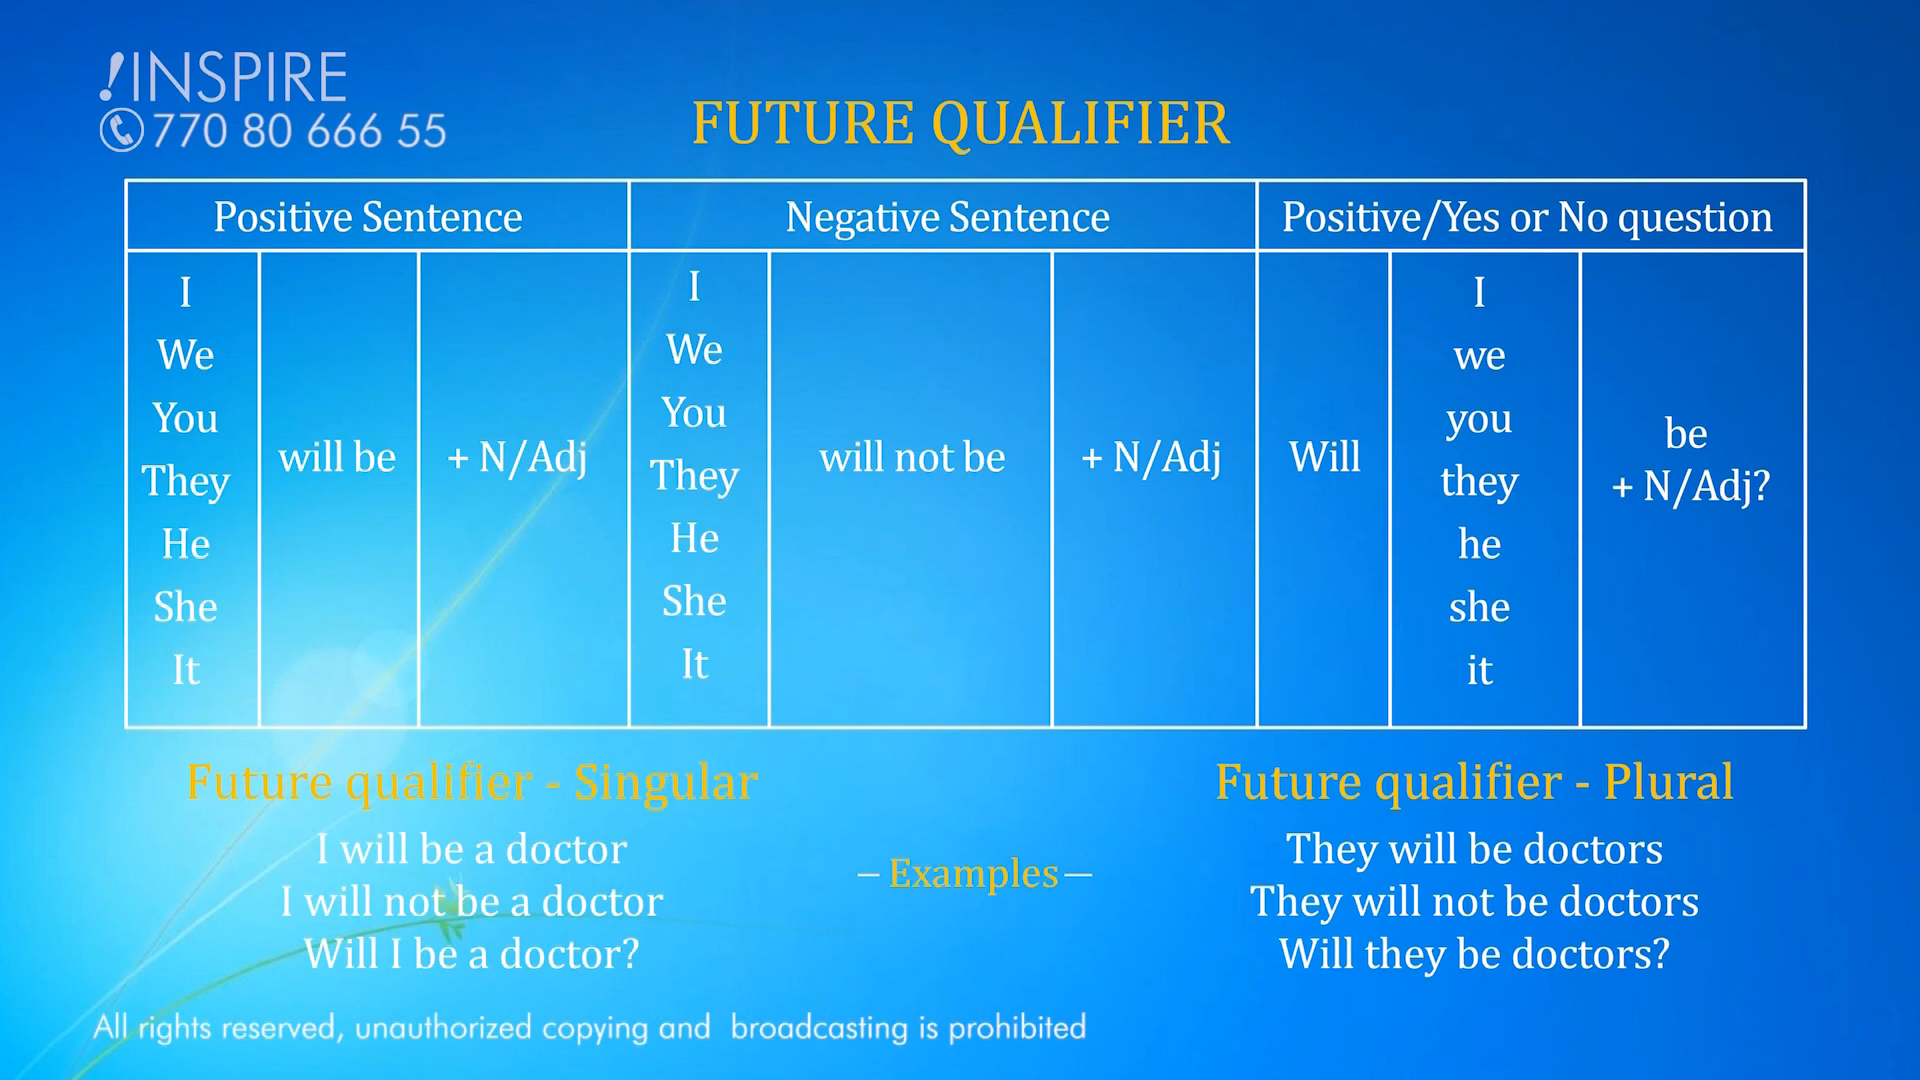 !INSPIRE
770 80 666 55
FUTURE QUALIFIER
Positive Sentence
Negative Sentence
Positive/Yes or No question
I
We
You
They
He
She
It
will be
+ N/Adj
I
We
You
They
He
She
It
will not be
+ N/Adj
Will
I
we
you
they
he
she
it
be
+ N/Adj?
Future qualifier - Singular
I will be a doctor
I will not be a doctor
Will I be a doctor?
– Examples –
Future qualifier - Plural
They will be doctors
They will not be doctors
Will they be doctors?
All rights reserved, unauthorized copying and broadcasting is prohibited